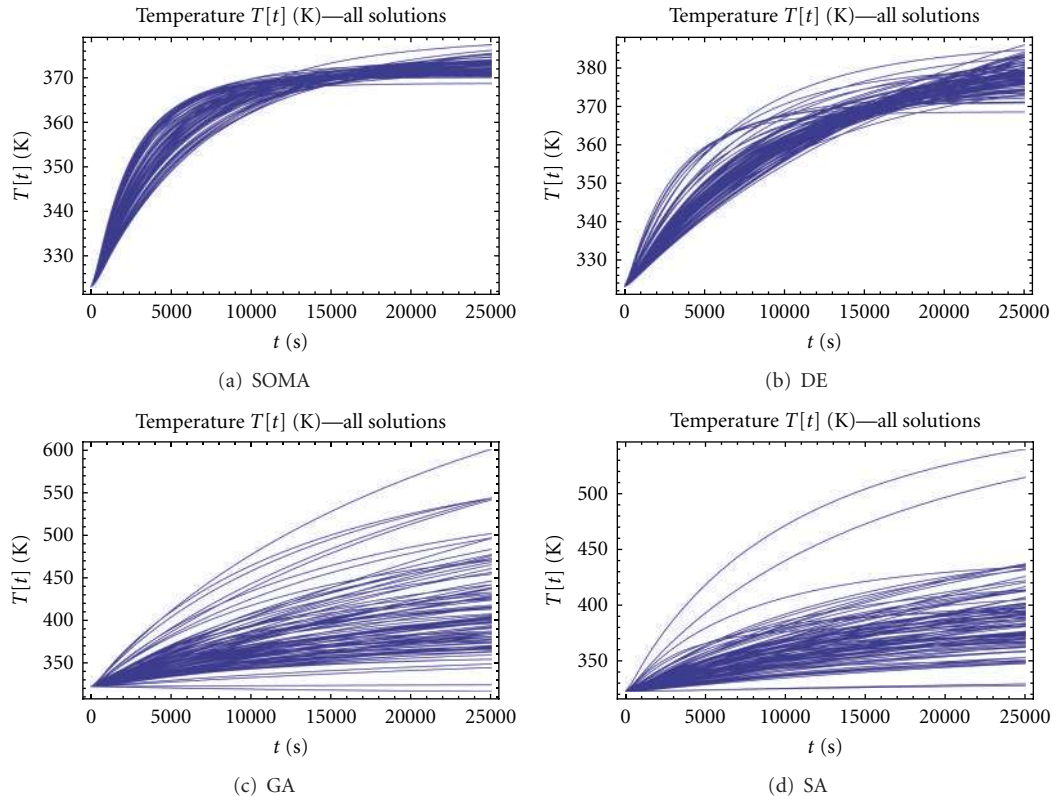 Temperature T[t] (K)—all solutions
370
360
350
340
330
T[t] (K)
0 5000 10000 15000 20000 25000
t (s)
(a) SOMA
Temperature T[t] (K)—all solutions
380
370
360
350
340
330
T[t] (K)
0 5000 10000 15000 20000 25000
t (s)
(b) DE
Temperature T[t] (K)—all solutions
600
550
500
450
400
350
T[t] (K)
0 5000 10000 15000 20000 25000
t (s)
(c) GA
Temperature T[t] (K)—all solutions
500
450
400
350
T[t] (K)
0 5000 10000 15000 20000 25000
t (s)
(d) SA